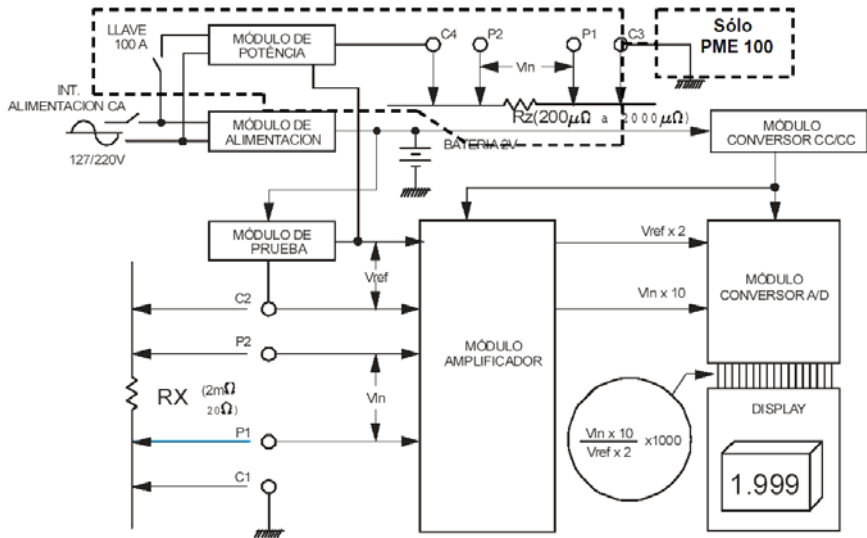 LLAVE
100 A
MÓDULO DE
POTÊNCIA
C4
P2
P1
C3
Sólo
PME 100
VIn
INT.
ALIMENTACION CA
127/220V
MÓDULO DE
ALIMENTACION
Rz(200µΩ a 2000µΩ)
BATERIA 2V
MÓDULO
CONVERSOR CC/CC
MÓDULO DE
PRUEBA
Vref
C2
P2
RX (2mΩ
20Ω)
VIn
P1
C1
MÓDULO
AMPLIFICADOR
Vref x 2
VIn x 10
MÓDULO
CONVERSOR A/D
VIn x 10
Vref x 2
x1000
DISPLAY
1.999